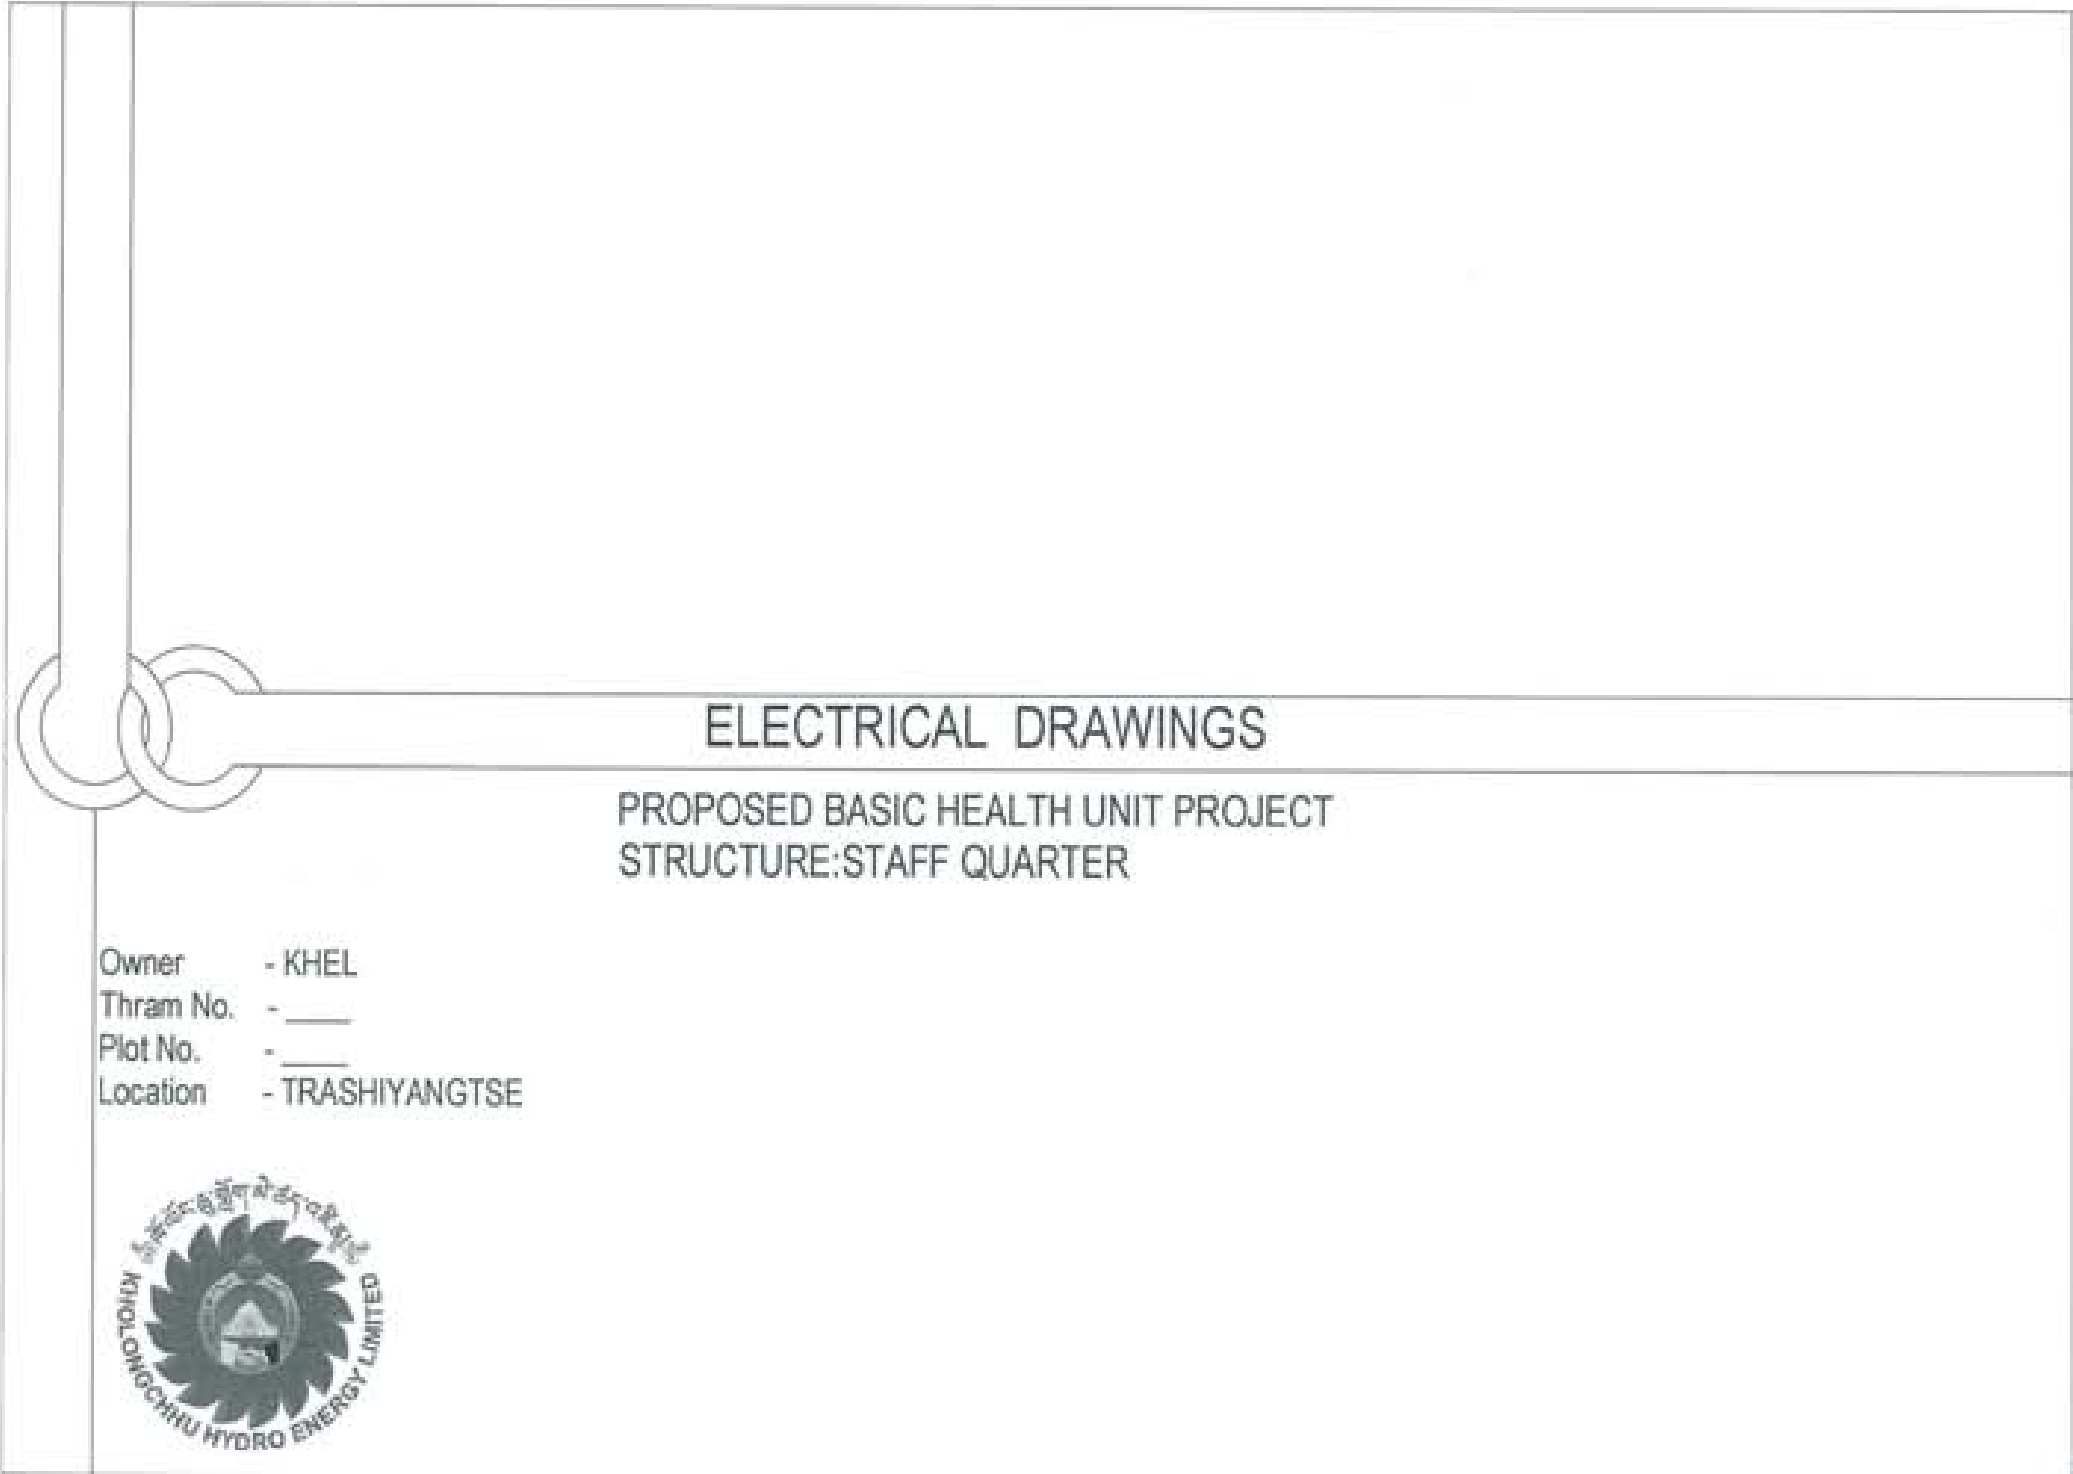 ELECTRICAL DRAWINGS
PROPOSED BASIC HEALTH UNIT PROJECT
STRUCTURE:STAFF QUARTER
Owner - KHEL
Thram No. - ____
Plot No. - ____
Location - TRASHIYANGTSE
KHOLONGCHHU HYDRO ENERGY LIMITED